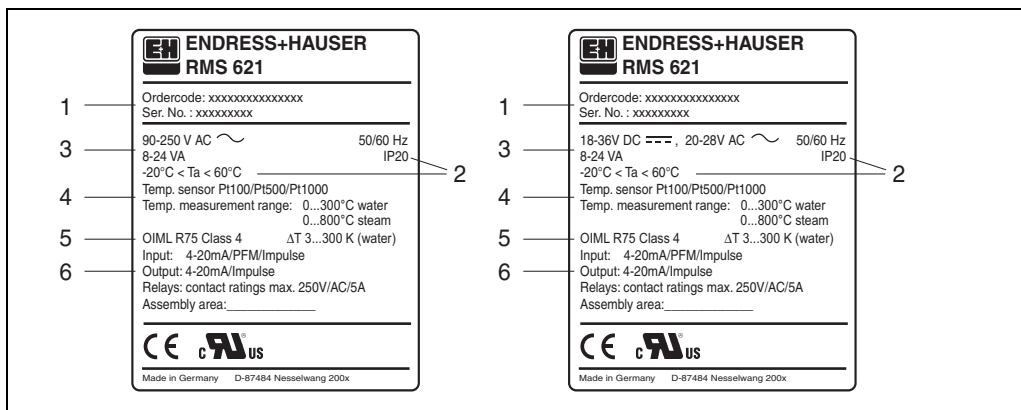 E+H ENDRESS+HAUSER
RMS 621
1
Ordercode: xxxxxxxxxxxxxxx
Ser. No. : xxxxxxxxx
3
90-250 V AC 50/60 Hz
8-24 VA IP20
-20°C < Ta < 60°C
2
4
Temp. sensor Pt100/Pt500/Pt1000
Temp. measurement range: 0...300°C water
0...800°C steam
5
OIML R75 Class 4 ΔT 3...300 K (water)
Input: 4-20mA/PFM/Impulse
6
Output: 4-20mA/Impulse
Relays: contact ratings max. 250V/AC/5A
Assembly area:_____________
CE c RU ® US
Made in Germany D-87484 Nesselwang 200x
E+H ENDRESS+HAUSER
RMS 621
1
Ordercode: xxxxxxxxxxxxxxx
Ser. No. : xxxxxxxxx
3
18-36V DC , 20-28V AC 50/60 Hz
8-24 VA IP20
-20°C < Ta < 60°C
2
4
Temp. sensor Pt100/Pt500/Pt1000
Temp. measurement range: 0...300°C water
0...800°C steam
5
OIML R75 Class 4 ΔT 3...300 K (water)
Input: 4-20mA/PFM/Impulse
6
Output: 4-20mA/Impulse
Relays: contact ratings max. 250V/AC/5A
Assembly area:_____________
CE c RU ® US
Made in Germany D-87484 Nesselwang 200x